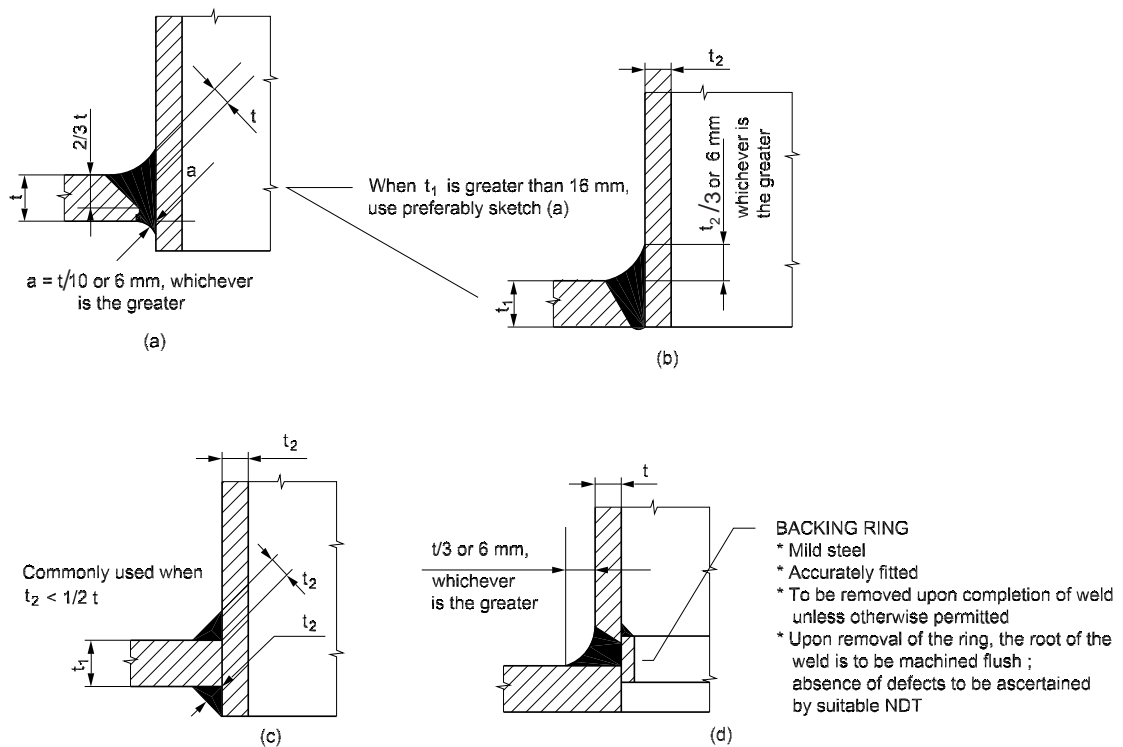 2/3 t
t
t
a
a = t/10 or 6 mm, whichever
is the greater
(a)
When t₁ is greater than 16 mm,
use preferably sketch (a)
t₂
t₂/3 or 6 mm
whichever is
the greater
t₁
(b)
t₂
Commonly used when
t₂ < 1/2 t
t₂
t₂
t₁
(c)
t
t/3 or 6 mm,
whichever
is the greater
(d)
BACKING RING
* Mild steel
* Accurately fitted
* To be removed upon completion of weld
unless otherwise permitted
* Upon removal of the ring, the root of the
weld is to be machined flush ;
absence of defects to be ascertained
by suitable NDT